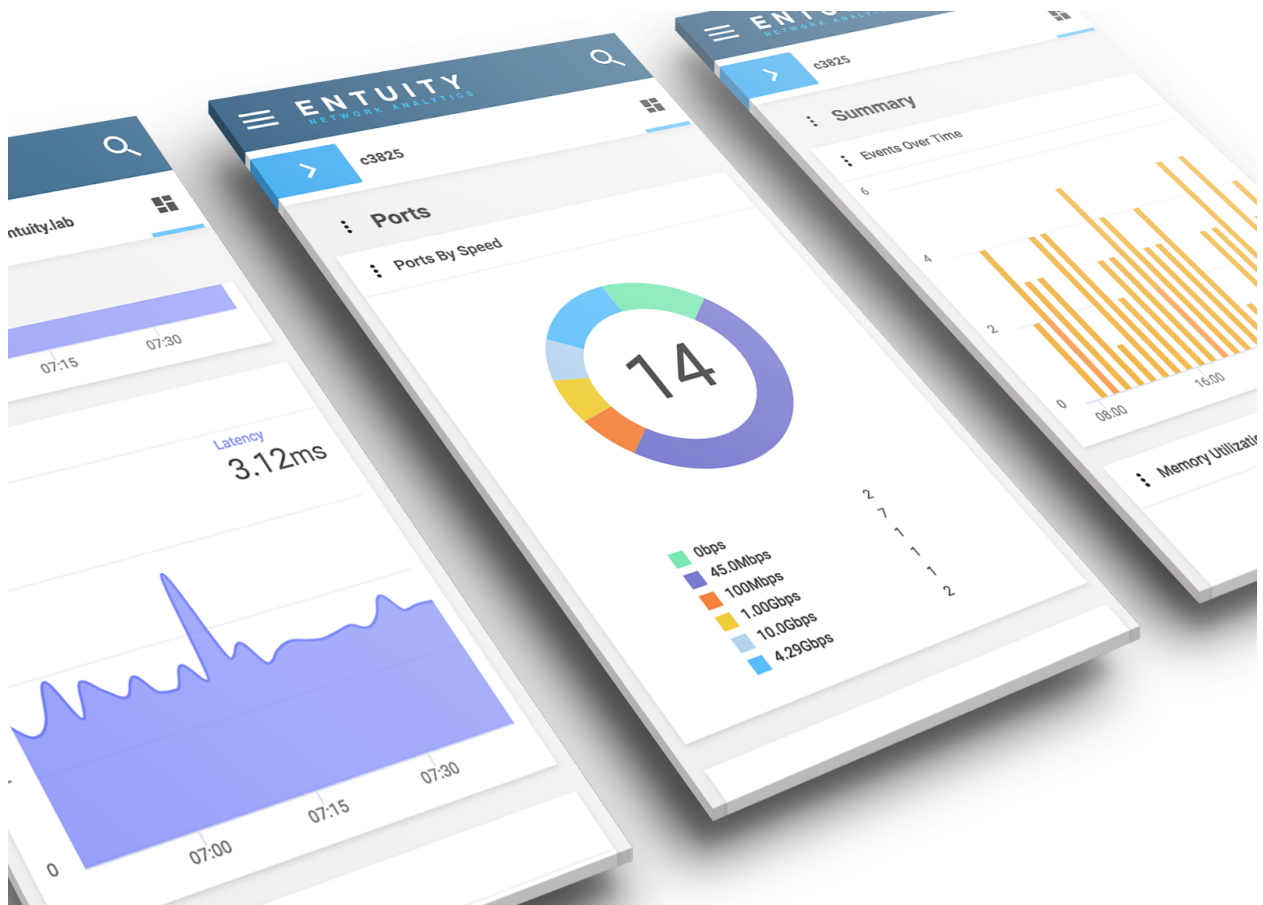 ntuity.lab
07:15
07:30
Latency
3.12ms
0
07:00
07:15
07:30
ENTUITY
NETWORK ANALYTICS
c3825
Ports
Ports By Speed
14
0bps 2
45.0Mbps 7
100Mbps 1
1.00Gbps 1
10.0Gbps 1
4.29Gbps 2
ENTU
NETWORK ANALYTICS
c3825
Summary
Events Over Time
6
4
2
0
08:00
16:00
Memory Utilizatio